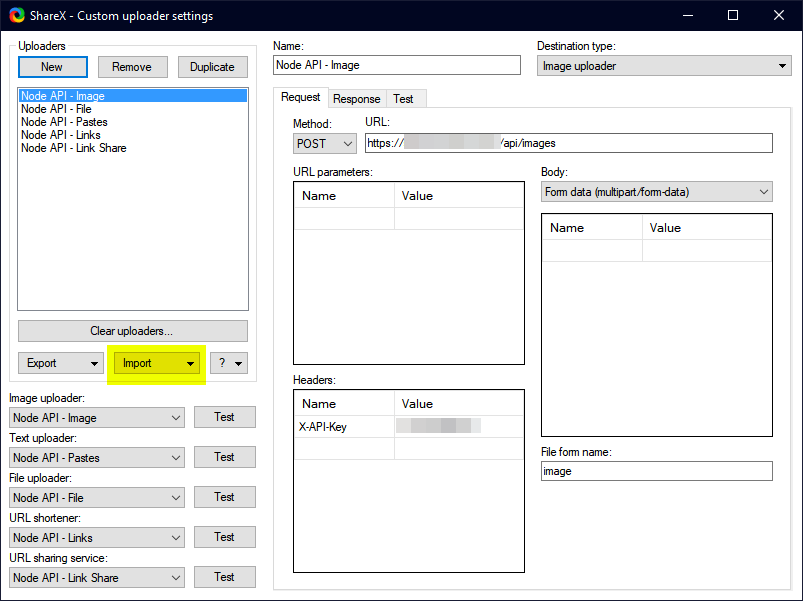 ShareX - Custom uploader settings
Uploaders
New Remove Duplicate
Node API - Image
Node API - File
Node API - Pastes
Node API - Links
Node API - Link Share
Clear uploaders...
Export Import ?
Image uploader:
Node API - Image Test
Text uploader:
Node API - Pastes Test
File uploader:
Node API - File Test
URL shortener:
Node API - Links Test
URL sharing service:
Node API - Link Share Test
Name:
Node API - Image
Destination type:
Image uploader
Request Response Test
Method:
POST
URL:
https:// /api/images
URL parameters:
Name Value
Headers:
Name Value
X-API-Key
Body:
Form data (multipart/form-data)
Name Value
File form name:
image